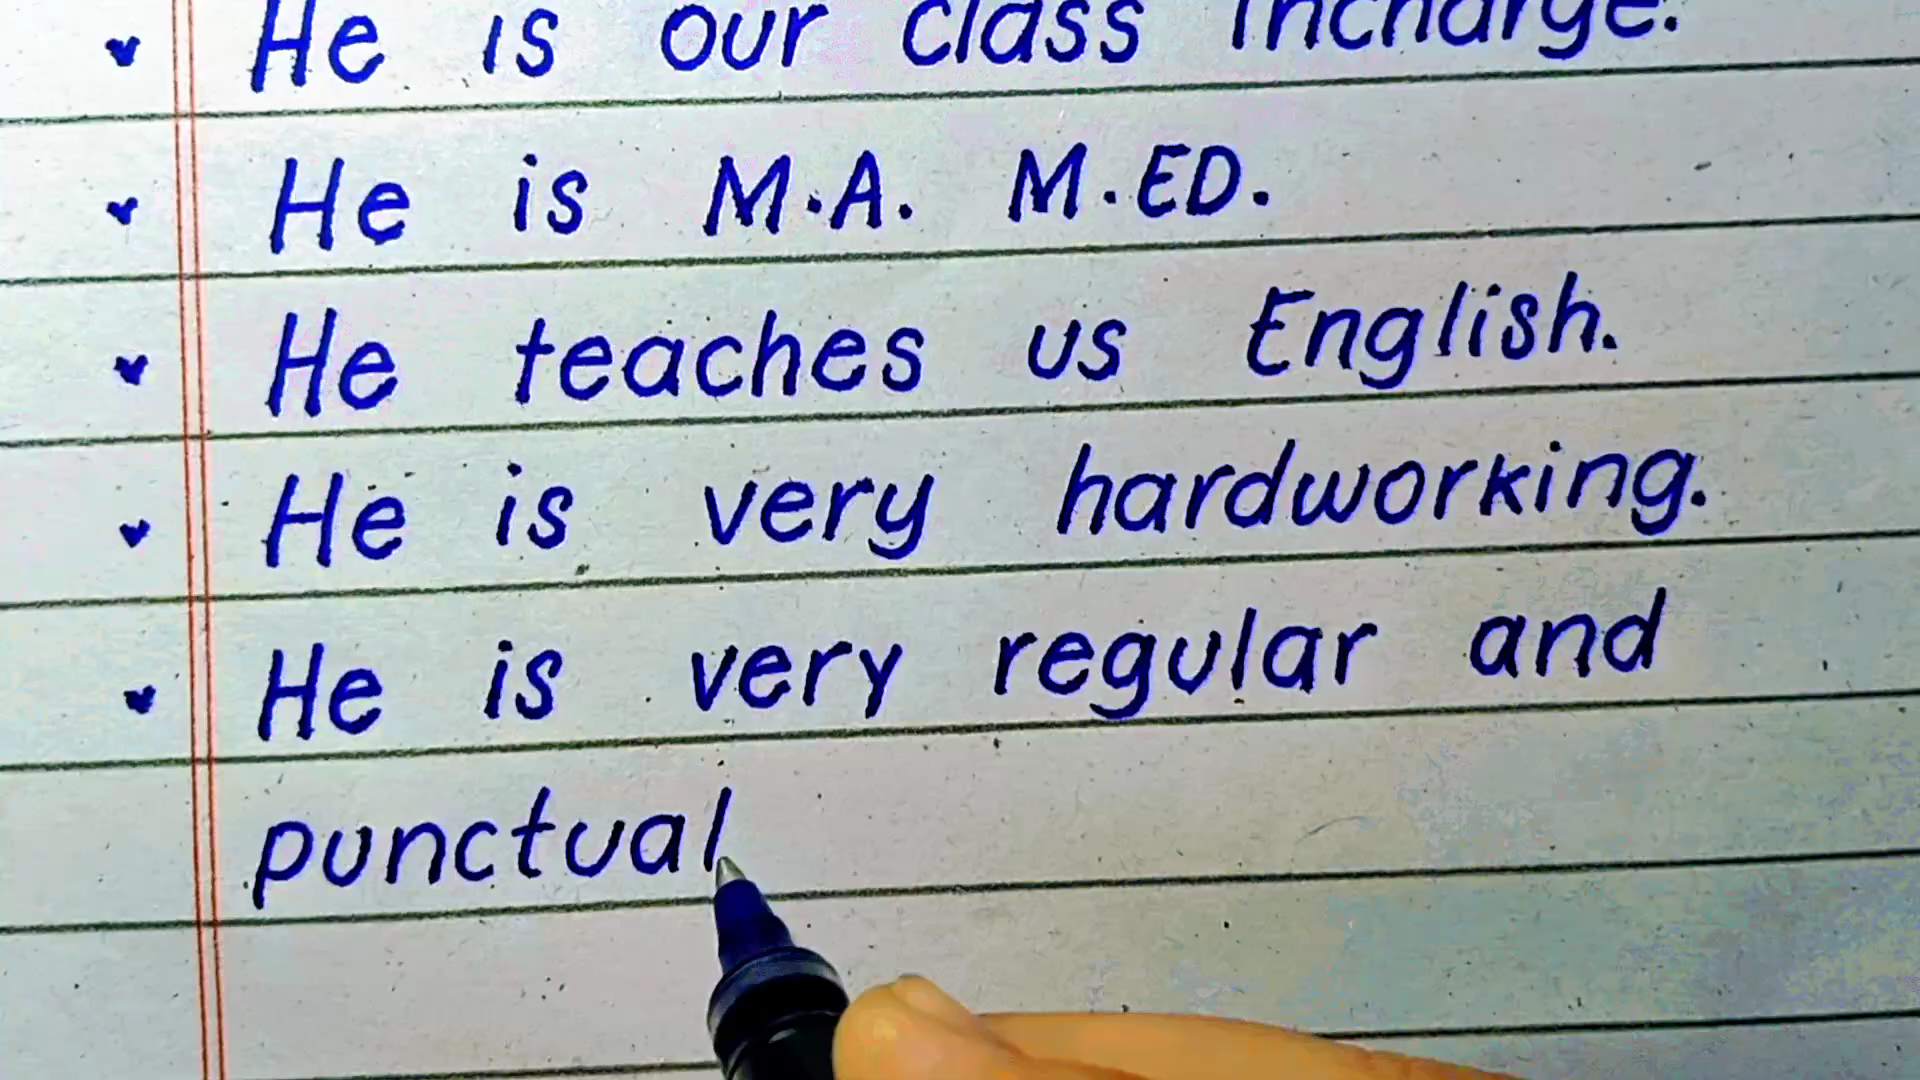 He is our class incharge.
He is M.A. M.ED.
He teaches us English.
He is very hardworking.
He is very regular and
punctual